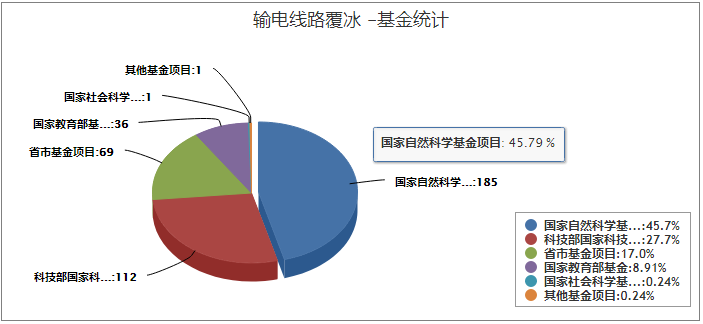 输电线路覆冰 -基金统计
其他基金项目:1
国家社会科学...:1
国家教育部基...:36
省市基金项目:69
国家自然科学基金项目: 45.79 %
国家自然科学...:185
科技部国家科...:112
国家自然科学基...:45.7%
科技部国家科技...:27.7%
省市基金项目:17.0%
国家教育部基金:8.91%
国家社会科学基...:0.24%
其他基金项目:0.24%